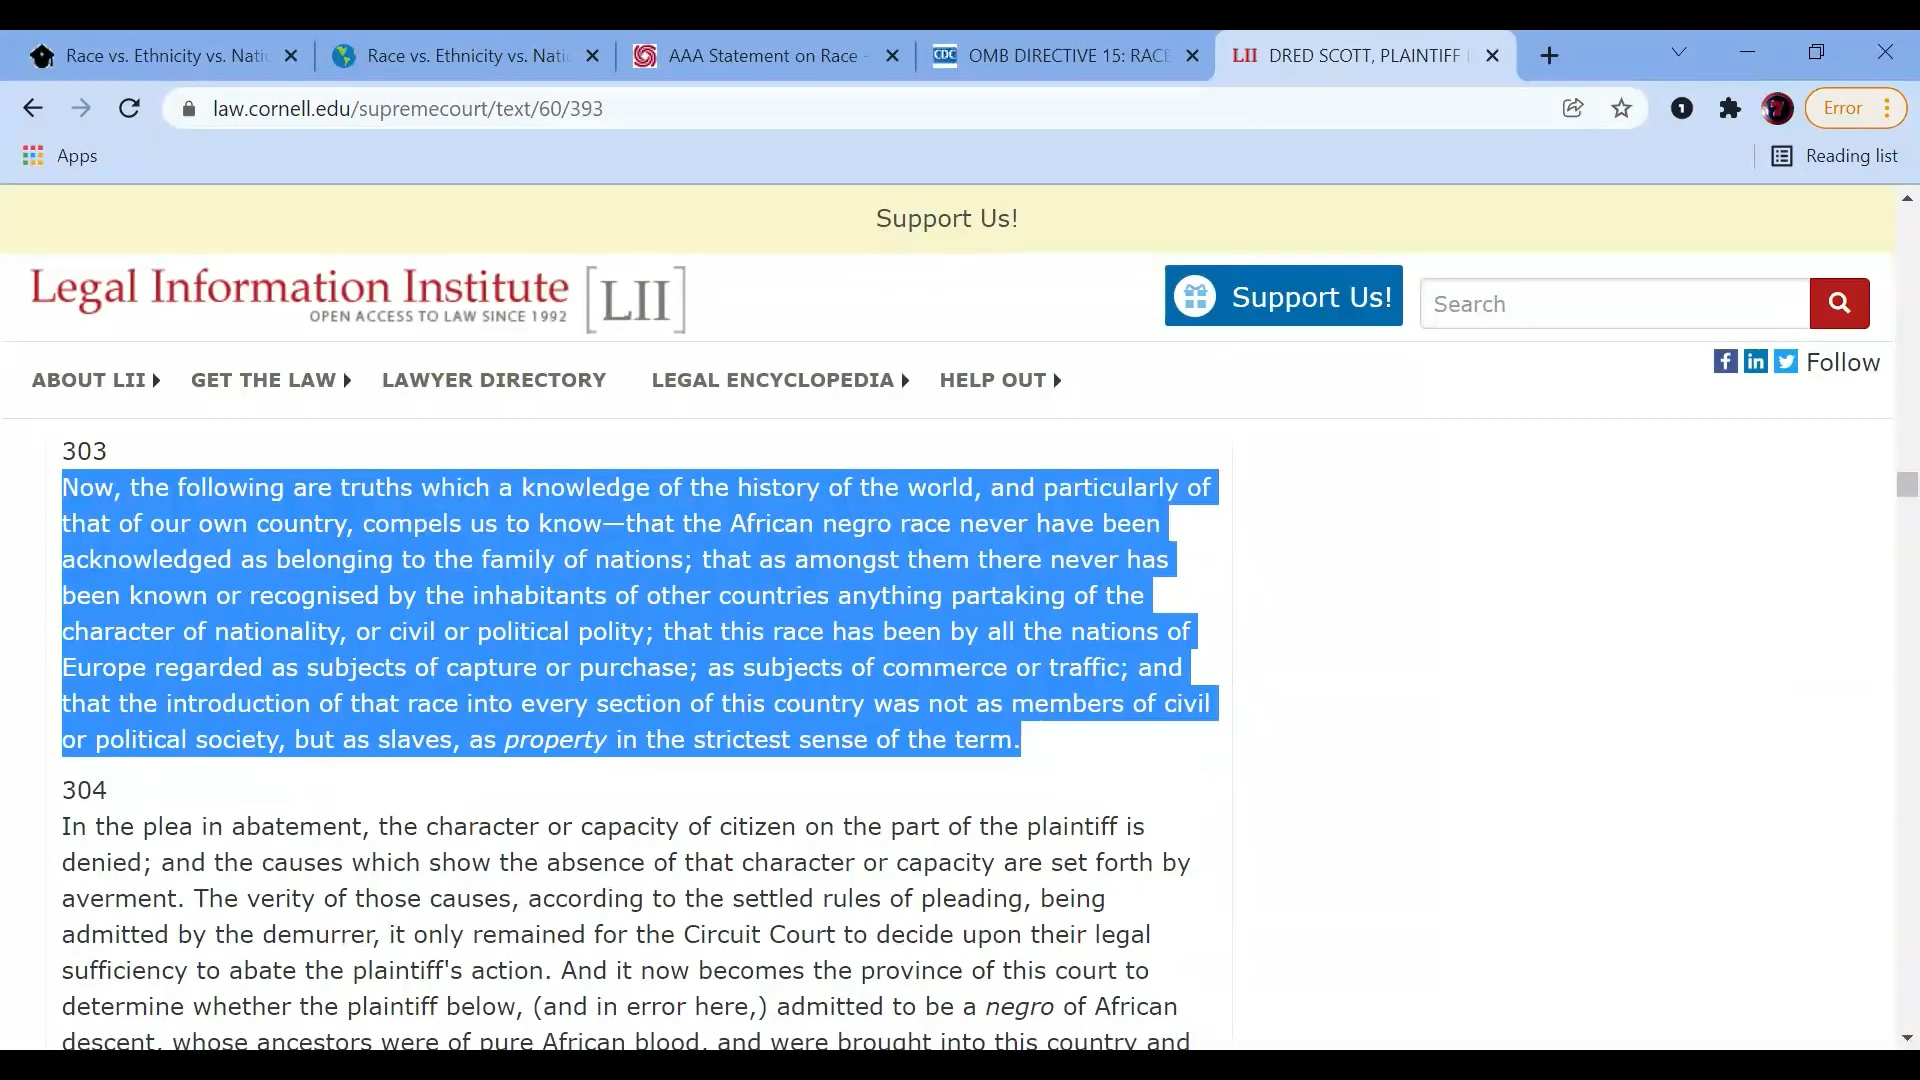 Race vs. Ethnicity vs. Natio
Race vs. Ethnicity vs. Natio
AAA Statement on Race -
CDC
OMB DIRECTIVE 15: RACE
LII
DRED SCOTT, PLAINTIFF I
law.cornell.edu/supremecourt/text/60/393
1
7
Error
Apps
Reading list
Support Us!
Legal Information Institute
OPEN ACCESS TO LAW SINCE 1992
[LII]
Support Us!
Search
f in Follow
ABOUT LII GET THE LAW LAWYER DIRECTORY LEGAL ENCYCLOPEDIA HELP OUT
303
Now, the following are truths which a knowledge of the history of the world, and particularly of
that of our own country, compels us to know—that the African negro race never have been
acknowledged as belonging to the family of nations; that as amongst them there never has
been known or recognised by the inhabitants of other countries anything partaking of the
character of nationality, or civil or political polity; that this race has been by all the nations of
Europe regarded as subjects of capture or purchase; as subjects of commerce or traffic; and
that the introduction of that race into every section of this country was not as members of civil
or political society, but as slaves, as property in the strictest sense of the term.
304
In the plea in abatement, the character or capacity of citizen on the part of the plaintiff is
denied; and the causes which show the absence of that character or capacity are set forth by
averment. The verity of those causes, according to the settled rules of pleading, being
admitted by the demurrer, it only remained for the Circuit Court to decide upon their legal
sufficiency to abate the plaintiff's action. And it now becomes the province of this court to
determine whether the plaintiff below, (and in error here,) admitted to be a negro of African
descent, whose ancestors were of pure African blood, and were brought into this country and